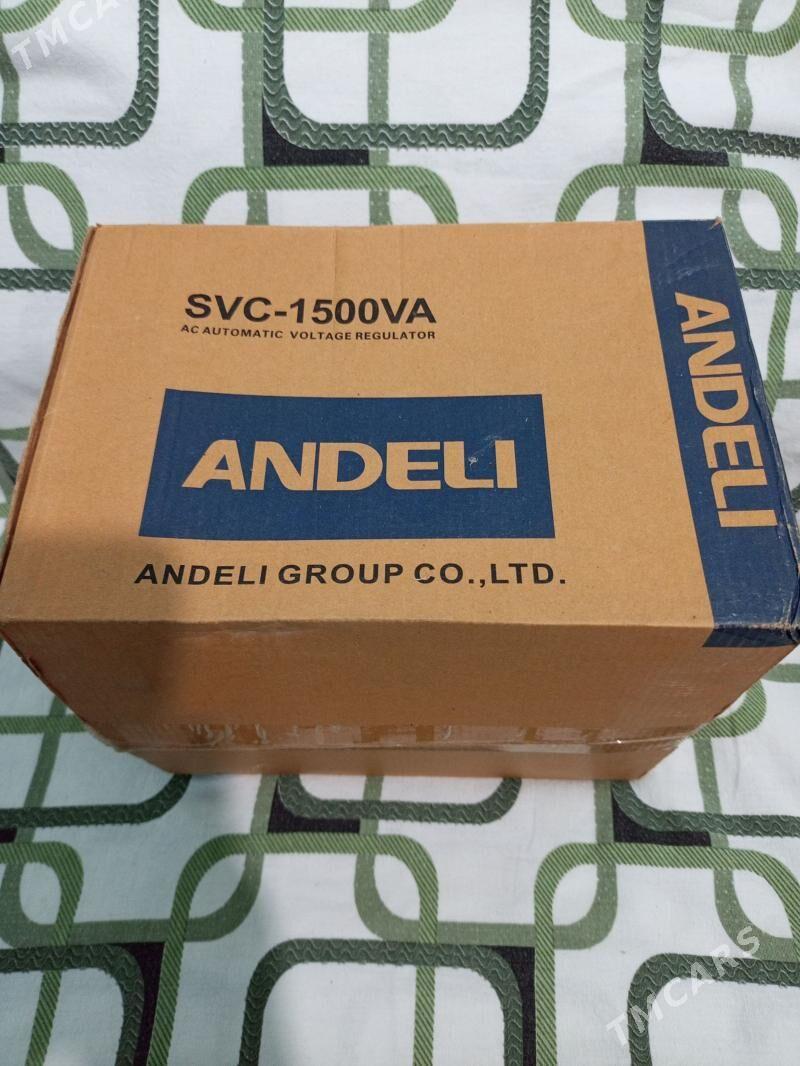 TMCARS
SVC-1500VA
AC AUTOMATIC VOLTAGE REGULATOR
ANDELI
ANDELI GROUP CO.,LTD.
ANDELI
TMCARS